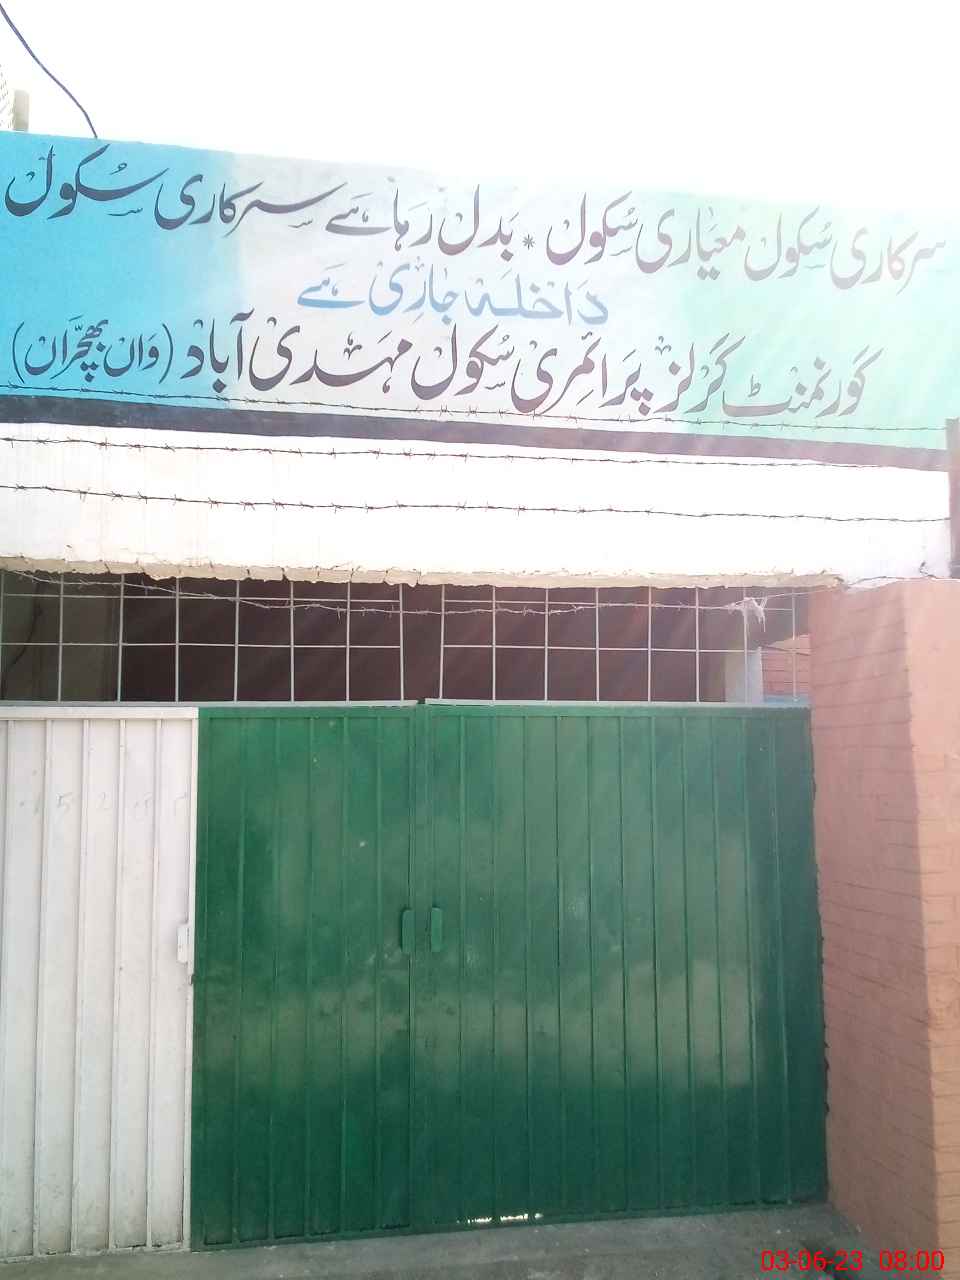 سرکاری سکول معیاری سکول * بدل رہا ہے سرکاری سکول
داخلہ جاری ہے
گورنمنٹ گرلز پرائمری سکول مہدی آباد (واں بھچراں)
03-06-23 08:00